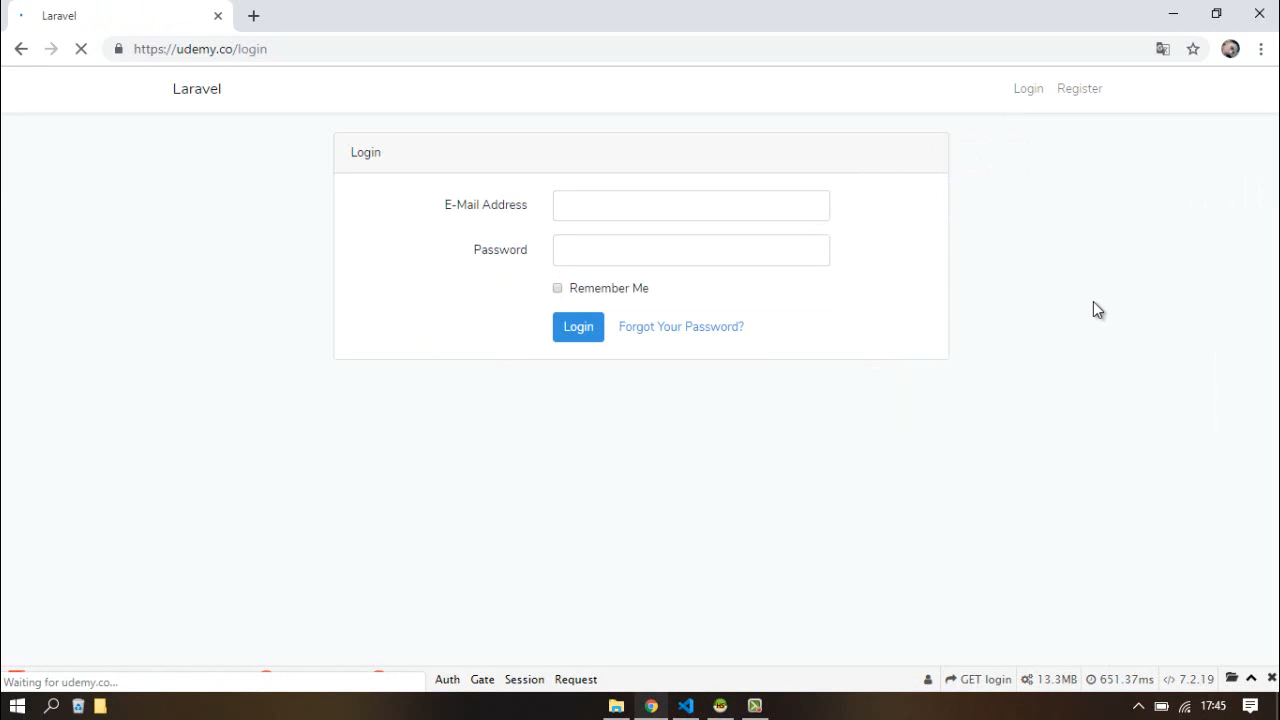 Laravel
https://udemy.co/login
Laravel
Login Register
Login
E-Mail Address
Password
Remember Me
Login Forgot Your Password?
Waiting for udemy.co...
Auth Gate Session Request
GET login 13.3MB 651.37ms 7.2.19
17:45